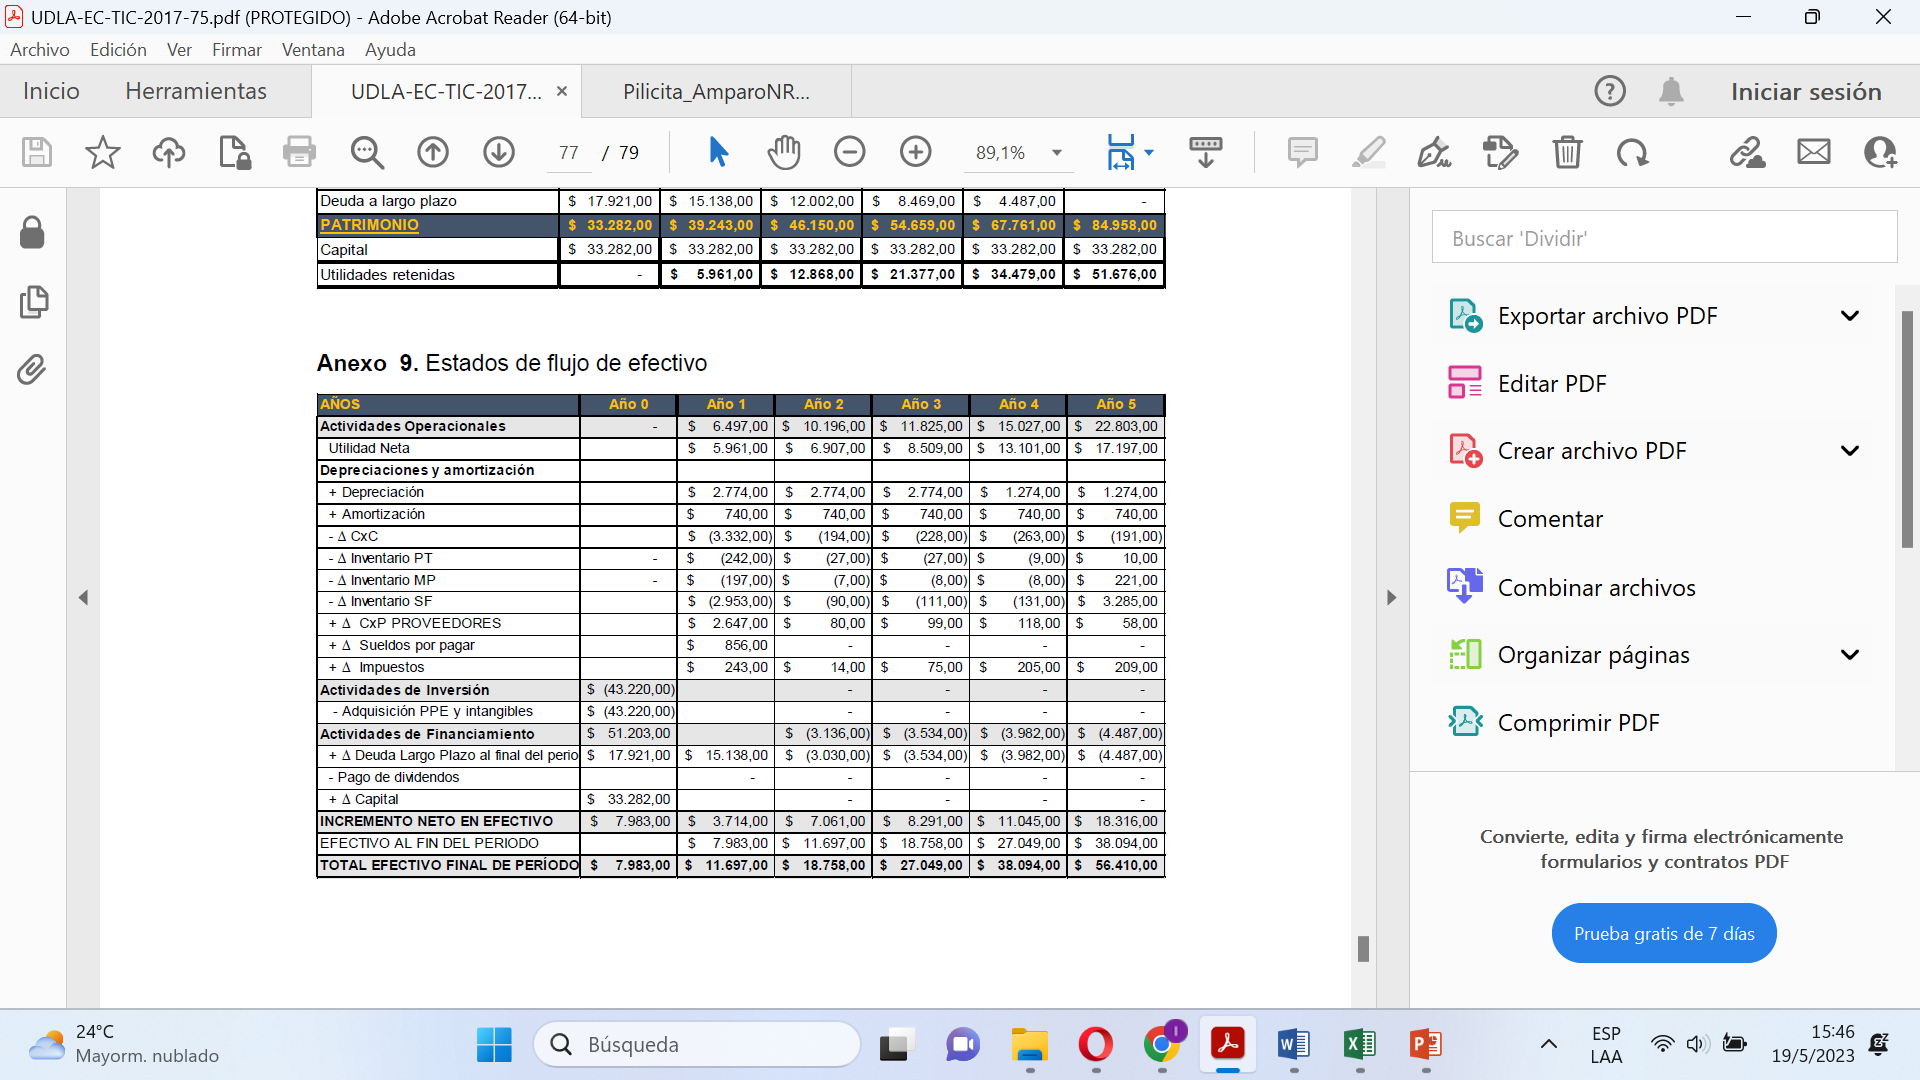 UDLA-EC-TIC-2017-75.pdf (PROTEGIDO) - Adobe Acrobat Reader (64-bit)
Archivo Edición Ver Firmar Ventana Ayuda
Inicio Herramientas UDLA-EC-TIC-2017... × Pilicita_AmparoNR... Iniciar sesión
77 / 79 89,1%
Deuda a largo plazo $ 17.921,00 $ 15.138,00 $ 12.002,00 $ 8.469,00 $ 4.487,00 -
PATRIMONIO $ 33.282,00 $ 39.243,00 $ 46.150,00 $ 54.659,00 $ 67.761,00 $ 84.958,00
Capital $ 33.282,00 $ 33.282,00 $ 33.282,00 $ 33.282,00 $ 33.282,00 $ 33.282,00
Utilidades retenidas - $ 5.961,00 $ 12.868,00 $ 21.377,00 $ 34.479,00 $ 51.676,00
Anexo 9. Estados de flujo de efectivo
AÑOS Año 0 Año 1 Año 2 Año 3 Año 4 Año 5
Actividades Operacionales - $ 6.497,00 $ 10.196,00 $ 11.825,00 $ 15.027,00 $ 22.803,00
Utilidad Neta $ 5.961,00 $ 6.907,00 $ 8.509,00 $ 13.101,00 $ 17.197,00
Depreciaciones y amortización
+ Depreciación $ 2.774,00 $ 2.774,00 $ 2.774,00 $ 1.274,00 $ 1.274,00
+ Amortización $ 740,00 $ 740,00 $ 740,00 $ 740,00 $ 740,00
- Δ CxC $ (3.332,00) $ (194,00) $ (228,00) $ (263,00) $ (191,00)
- Δ Inventario PT - $ (242,00) $ (27,00) $ (27,00) $ (9,00) $ 10,00
- Δ Inventario MP - $ (197,00) $ (7,00) $ (8,00) $ (8,00) $ 221,00
- Δ Inventario SF $ (2.953,00) $ (90,00) $ (111,00) $ (131,00) $ 3.285,00
+ Δ CxP PROVEEDORES $ 2.647,00 $ 80,00 $ 99,00 $ 118,00 $ 58,00
+ Δ Sueldos por pagar $ 856,00 - - - -
+ Δ Impuestos $ 243,00 $ 14,00 $ 75,00 $ 205,00 $ 209,00
Actividades de Inversión $ (43.220,00) - - - -
- Adquisición PPE y intangibles $ (43.220,00) - - - -
Actividades de Financiamiento $ 51.203,00 $ (3.136,00) $ (3.534,00) $ (3.982,00) $ (4.487,00)
+ Δ Deuda Largo Plazo al final del perio $ 17.921,00 $ 15.138,00 $ (3.030,00) $ (3.534,00) $ (3.982,00) $ (4.487,00)
- Pago de dividendos - - - - -
+ Δ Capital $ 33.282,00 - - - -
INCREMENTO NETO EN EFECTIVO $ 7.983,00 $ 3.714,00 $ 7.061,00 $ 8.291,00 $ 11.045,00 $ 18.316,00
EFECTIVO AL FIN DEL PERIODO $ 7.983,00 $ 11.697,00 $ 18.758,00 $ 27.049,00 $ 38.094,00
TOTAL EFECTIVO FINAL DE PERÍODO $ 7.983,00 $ 11.697,00 $ 18.758,00 $ 27.049,00 $ 38.094,00 $ 56.410,00
Buscar 'Dividir'
Exportar archivo PDF
Editar PDF
Crear archivo PDF
Comentar
Combinar archivos
Organizar páginas
Comprimir PDF
Convierte, edita y firma electrónicamente
formularios y contratos PDF
Prueba gratis de 7 días
24°C
Mayorm. nublado
Búsqueda
ESP
LAA
15:46
19/5/2023